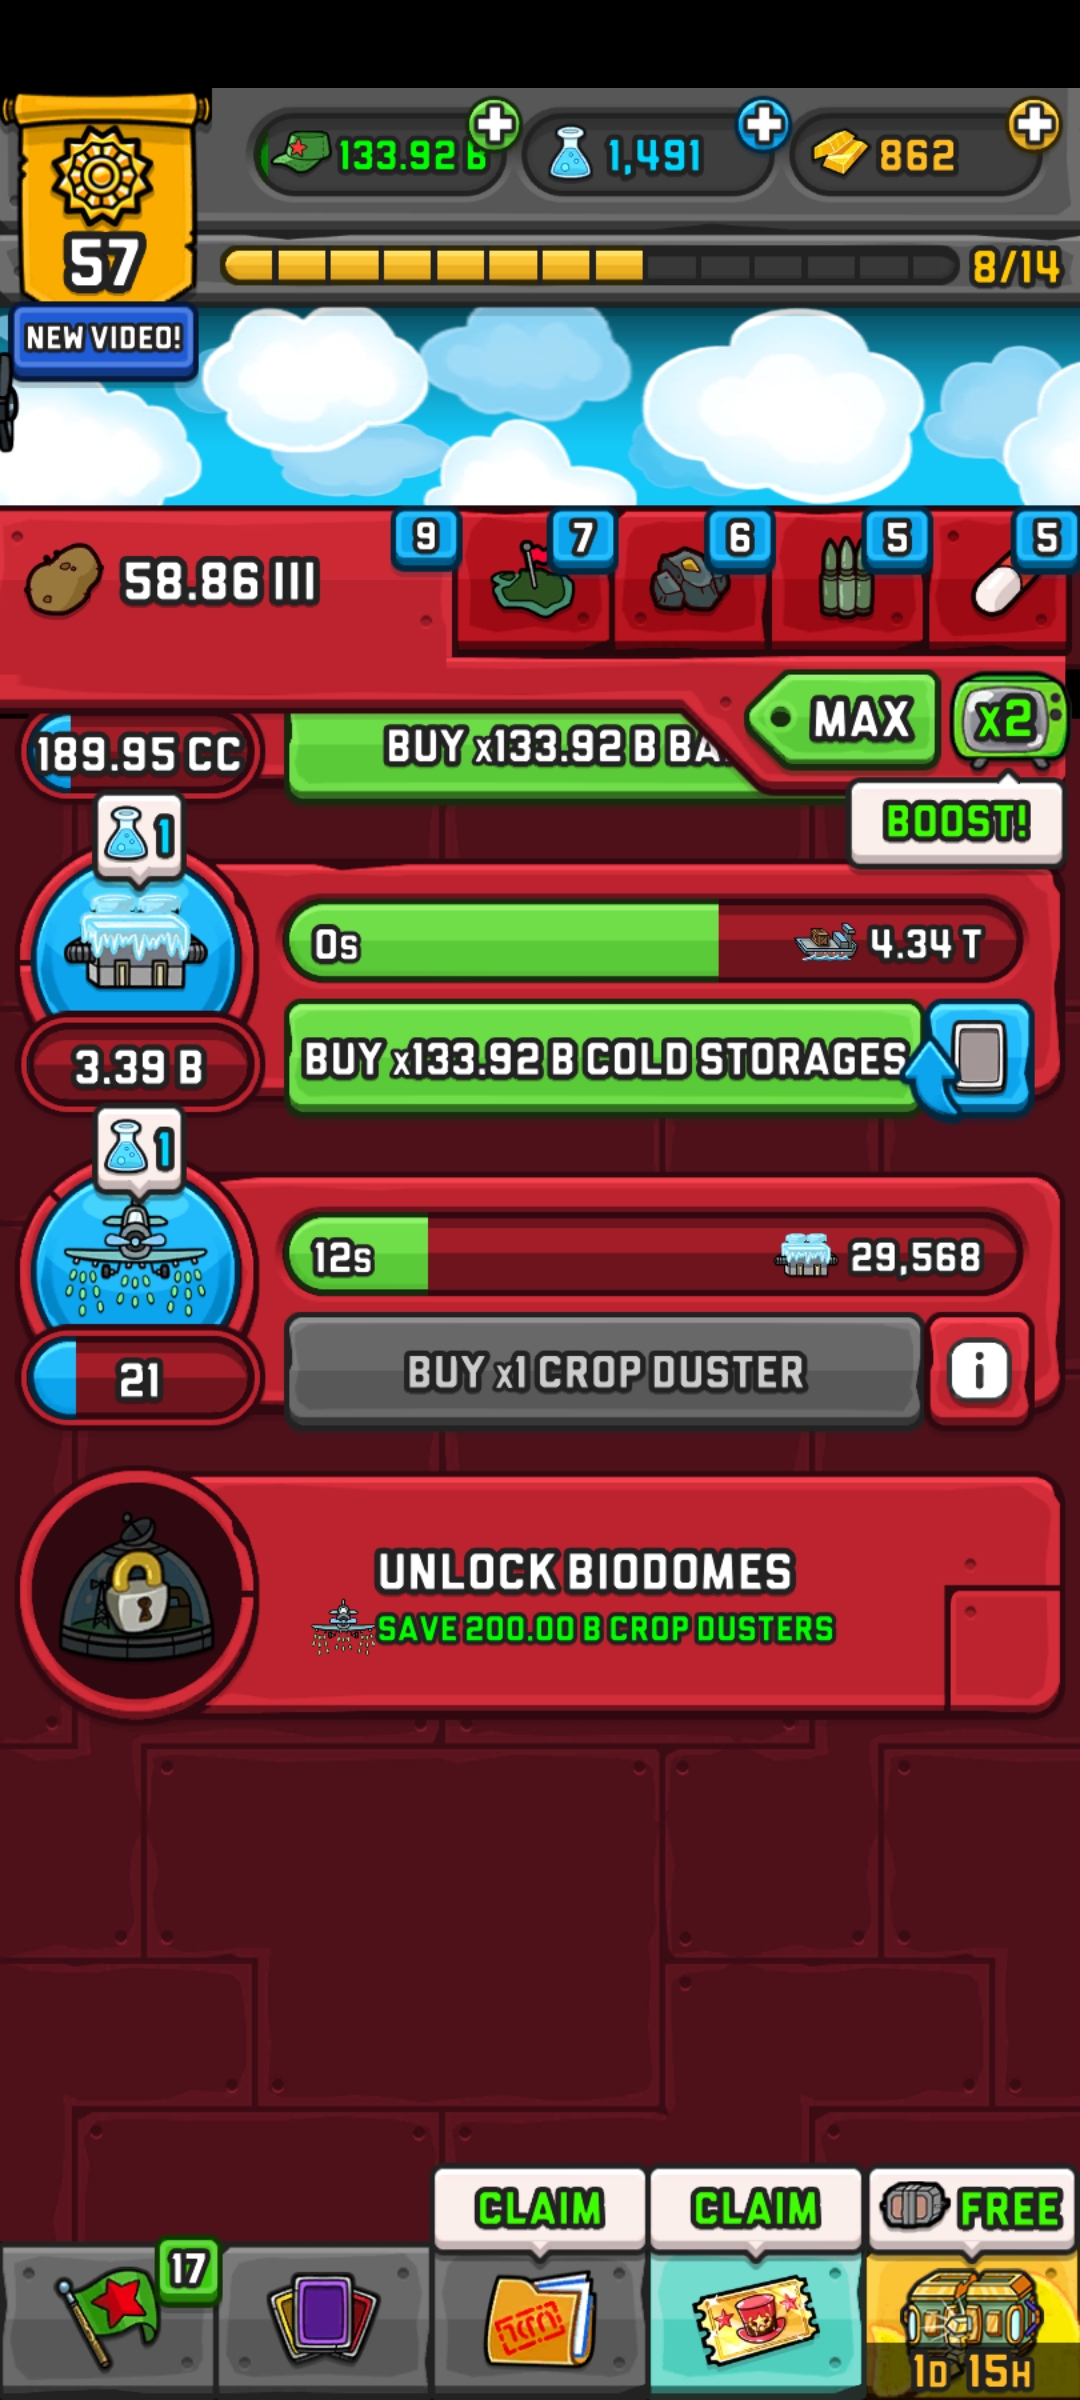 133.92 B
1,491
862
57
8/14
NEW VIDEO!
58.86 III
9
7
6
5
5
MAX
x2
189.95 CC
BUY x133.92 B BA
BOOST!
1
0s
4.34 T
3.39 B
BUY x133.92 B COLD STORAGES
1
12s
29,568
21
BUY x1 CROP DUSTER
i
UNLOCK BIODOMES
SAVE 200.00 B CROP DUSTERS
CLAIM
CLAIM
FREE
17
1D 15H